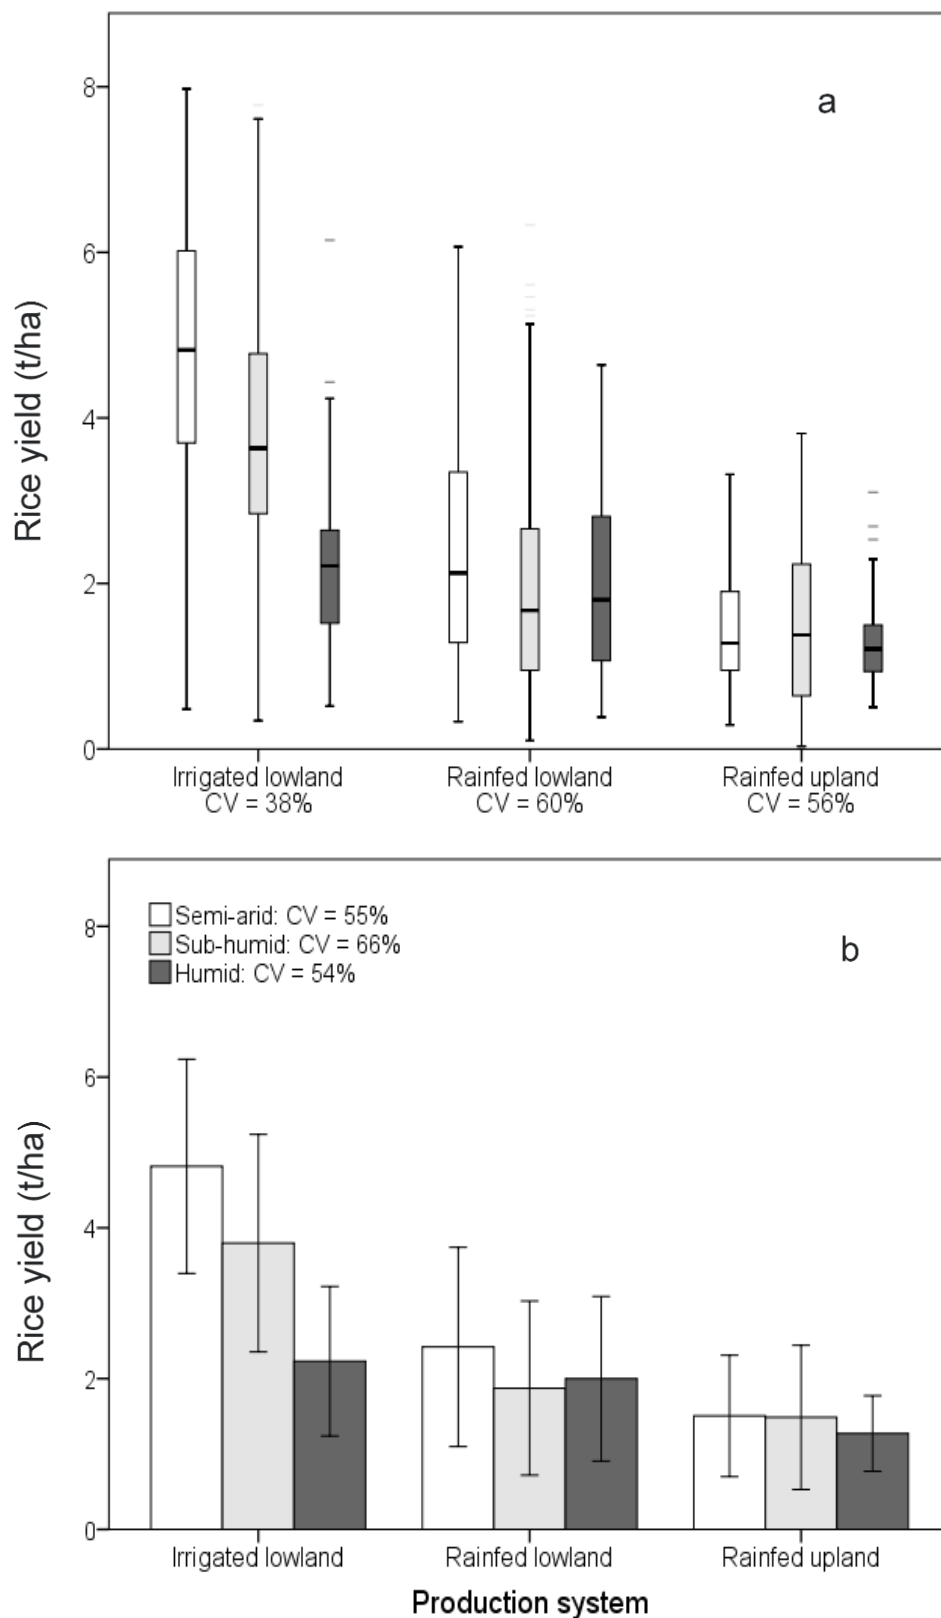 a
8
6
4
2
0
Rice yield (t/ha)
Irrigated lowland
CV = 38%
Rainfed lowland
CV = 60%
Rainfed upland
CV = 56%
Semi-arid: CV = 55%
Sub-humid: CV = 66%
Humid: CV = 54%
b
8
6
4
2
0
Rice yield (t/ha)
Irrigated lowland
Rainfed lowland
Rainfed upland
Production system